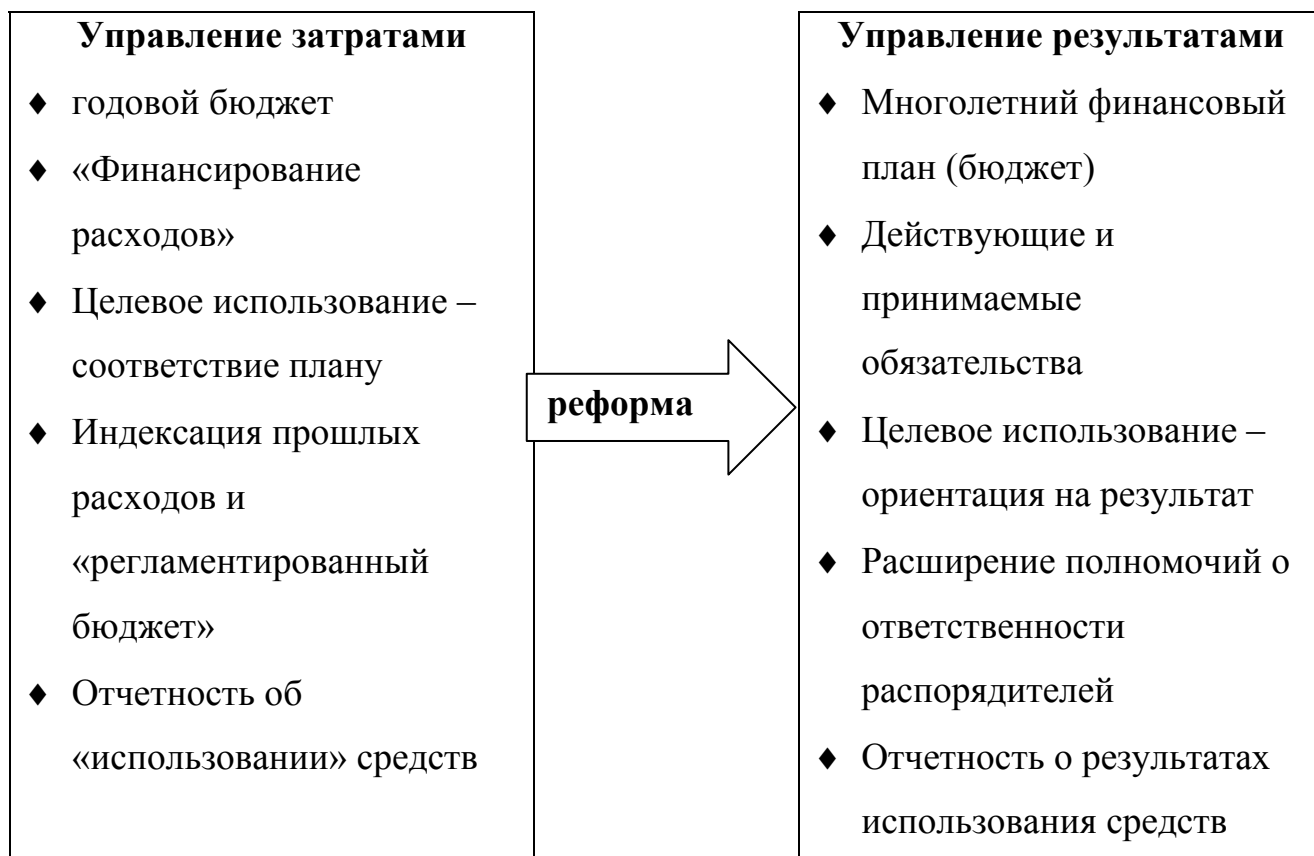 Управление затратами
♦ годовой бюджет
♦ «Финансирование
расходов»
♦ Целевое использование –
соответствие плану
♦ Индексация прошлых
расходов и
«регламентированный
бюджет»
♦ Отчетность об
«использовании» средств
реформа
Управление результатами
♦ Многолетний финансовый
план (бюджет)
♦ Действующие и
принимаемые
обязательства
♦ Целевое использование –
ориентация на результат
♦ Расширение полномочий о
ответственности
распорядителей
♦ Отчетность о результатах
использования средств